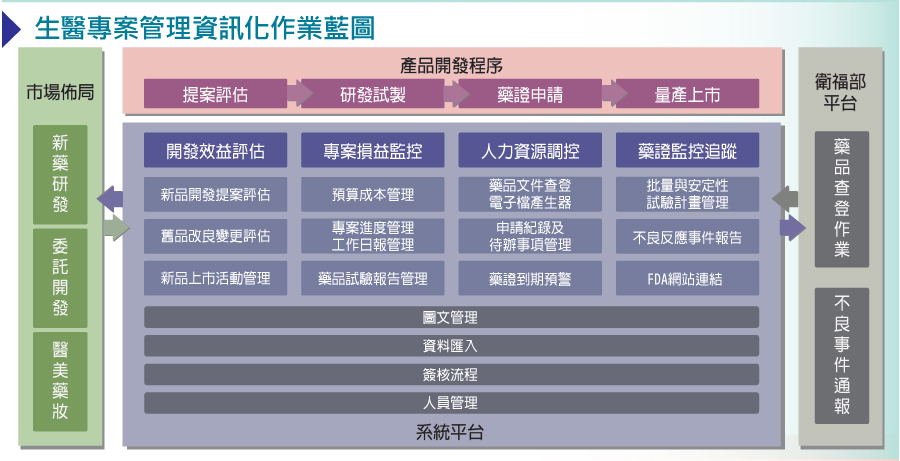 生醫專案管理資訊化作業藍圖
市場佈局
新藥研發
委託開發
醫美藥妝
產品開發程序
提案評估
研發試製
藥證申請
量產上市
開發效益評估
專案損益監控
人力資源調控
藥證監控追蹤
新品開發提案評估
預算成本管理
藥品文件查登
電子檔產生器
批量與安定性
試驗計畫管理
舊品改良變更評估
專案進度管理
工作日報管理
申請紀錄及
待辦事項管理
不良反應事件報告
新品上市活動管理
藥品試驗報告管理
藥證到期預警
FDA網站連結
圖文管理
資料匯入
簽核流程
人員管理
系統平台
衛福部
平台
藥品查登作業
不良事件通報